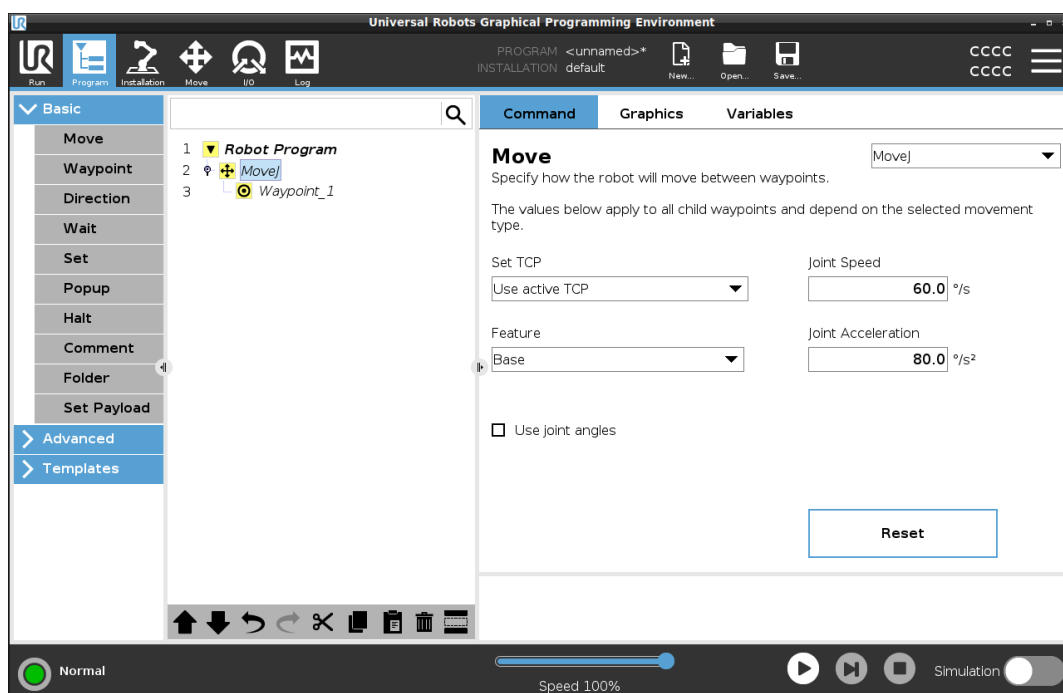 UR Universal Robots Graphical Programming Environment
UR PROGRAM <unnamed>* CCCC
INSTALLATION default CCCC
Run Program Installation Move I/O Log New... Open... Save...
Basic
Move
Waypoint
Direction
Wait
Set
Popup
Halt
Comment
Folder
Set Payload
Advanced
Templates
1 Robot Program
2 MoveJ
3 Waypoint_1
Command Graphics Variables
Move MoveJ
Specify how the robot will move between waypoints.
The values below apply to all child waypoints and depend on the selected movement
type.
Set TCP Joint Speed
Use active TCP 60.0 °/s
Feature Joint Acceleration
Base 80.0 °/s²
Use joint angles
Reset
Normal Speed 100% Simulation